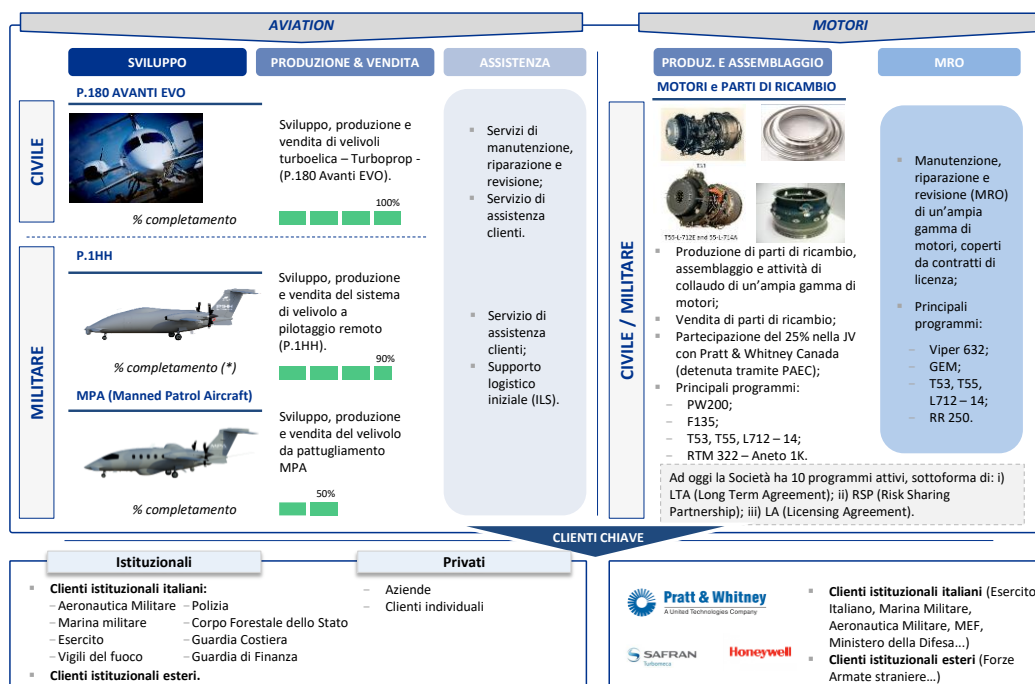 AVIATION
MOTORI
SVILUPPO
PRODUZIONE & VENDITA
ASSISTENZA
PRODUZ. E ASSEMBLAGGIO
MRO
CIVILE
P.180 AVANTI EVO
Sviluppo, produzione e
vendita di velivoli
turboelica – Turboprop -
(P.180 Avanti EVO).
% completamento
100%
MILITARE
P.1HH
Sviluppo, produzione
e vendita del sistema
di velivolo a
pilotaggio remoto
(P.1HH).
% completamento (*)
90%
MPA (Manned Patrol Aircraft)
Sviluppo, produzione
e vendita del velivolo
da pattugliamento
MPA
% completamento
50%
▪ Servizi di
manutenzione,
riparazione e
revisione;
▪ Servizio di
assistenza
clienti.
▪ Servizio di
assistenza
clienti;
▪ Supporto
logistico
iniziale (ILS).
CIVILE / MILITARE
MOTORI e PARTI DI RICAMBIO
T53
T55-L-712E and 55-L-714A
▪ Produzione di parti di ricambio,
assemblaggio e attività di
collaudo di un'ampia gamma di
motori;
▪ Vendita di parti di ricambio;
▪ Partecipazione del 25% nella JV
con Pratt & Whitney Canada
(detenuta tramite PAEC);
▪ Principali programmi:
– PW200;
– F135;
– T53, T55, L712 – 14;
– RTM 322 – Aneto 1K.
▪ Manutenzione,
riparazione e
revisione (MRO)
di un'ampia
gamma di
motori, coperti
da contratti di
licenza;
▪ Principali
programmi:
– Viper 632;
– GEM;
– T53, T55,
L712 – 14;
– RR 250.
Ad oggi la Società ha 10 programmi attivi, sottoforma di: i)
LTA (Long Term Agreement); ii) RSP (Risk Sharing
Partnership); iii) LA (Licensing Agreement).
CLIENTI CHIAVE
Istituzionali
▪ Clienti istituzionali italiani:
– Aeronautica Militare – Polizia
– Marina militare – Corpo Forestale dello Stato
– Esercito – Guardia Costiera
– Vigili del fuoco – Guardia di Finanza
▪ Clienti istituzionali esteri.
Privati
– Aziende
– Clienti individuali
Pratt & Whitney
A United Technologies Company
SAFRAN
Turbomeca
Honeywell
▪ Clienti istituzionali italiani (Esercito
Italiano, Marina Militare,
Aeronautica Militare, MEF,
Ministero della Difesa...)
▪ Clienti istituzionali esteri (Forze
Armate straniere…)